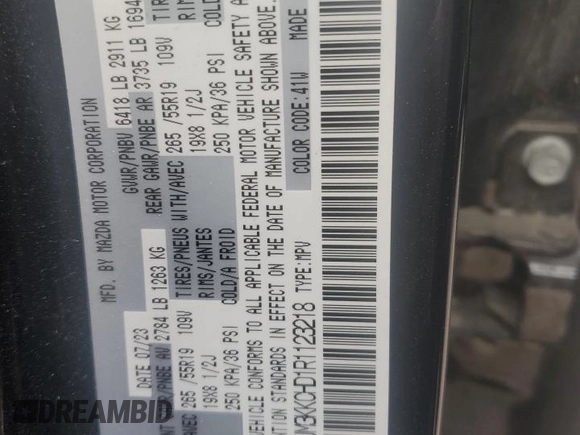 MFD. BY MAZDA MOTOR CORPORATION
DATE 07/23 GVWR/PNBV 6418 LB 2911 KG
/PNBE AV 2784 LB 1263 KG REAR GAWR/PNBE AR 3735 LB 1694
AVEC 265 /55R19 109V TIRES/PNEUS WITH/AVEC 265 /55R19 109V
19X8 1/2J RIMS/JANTES 19X8 1/2J
250 KPA/36 PSI COLD/A FROID 250 KPA/36 PSI COLD
VEHICLE CONFORMS TO ALL APPLICABLE FEDERAL MOTOR VEHICLE SAFETY
STANDARDS IN EFFECT ON THE DATE OF MANUFACTURE SHOWN ABOVE.
M3KKCHD1R1123218 TYPE:MPV COLOR CODE:41W MADE
DREAMBID